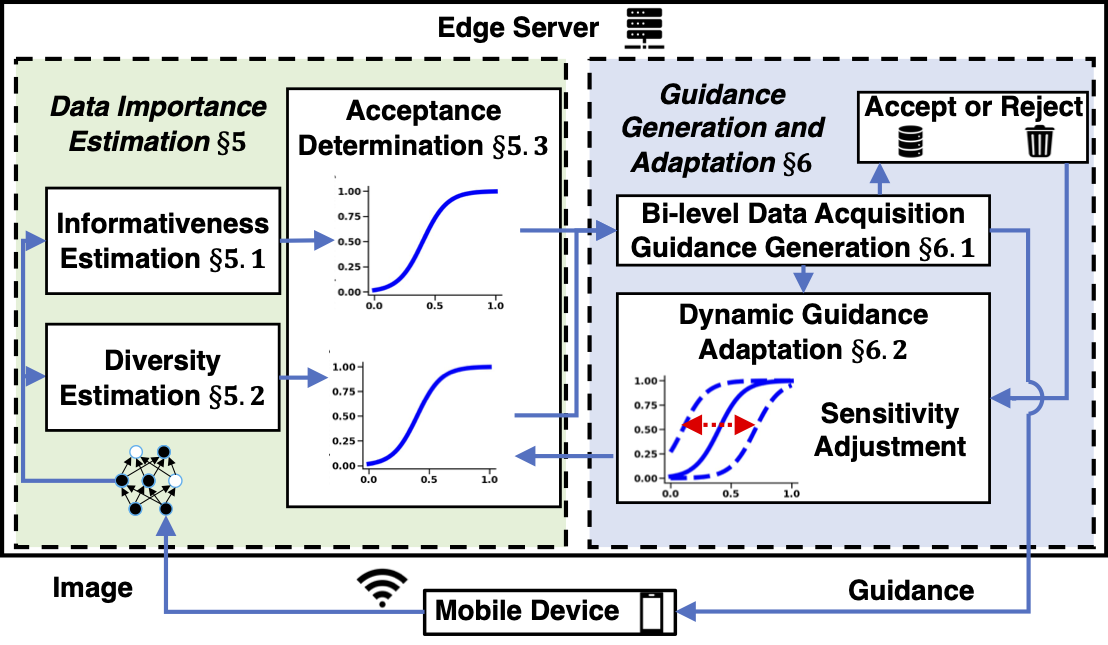 Edge Server
Data Importance
Estimation §5
Acceptance
Determination §5.3
Informativeness
Estimation §5.1
Diversity
Estimation §5.2
1.00
0.75
0.50
0.25
0.00
0.0 0.5 1.0
1.00
0.75
0.50
0.25
0.00
0.0 0.5 1.0
Guidance
Generation and
Adaptation §6
Accept or Reject
Bi-level Data Acquisition
Guidance Generation §6.1
Dynamic Guidance
Adaptation §6.2
1.00
0.75
0.50
0.25
0.00
0.0 0.5 1.0
Sensitivity
Adjustment
Image
Mobile Device
Guidance